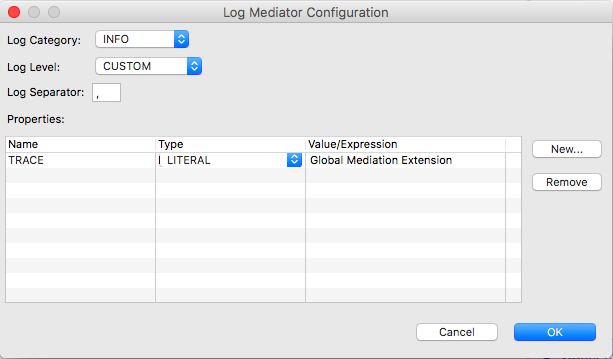 Log Mediator Configuration
Log Category: INFO
Log Level: CUSTOM
Log Separator: ,
Properties:
Name Type Value/Expression
TRACE LITERAL Global Mediation Extension
New...
Remove
Cancel OK